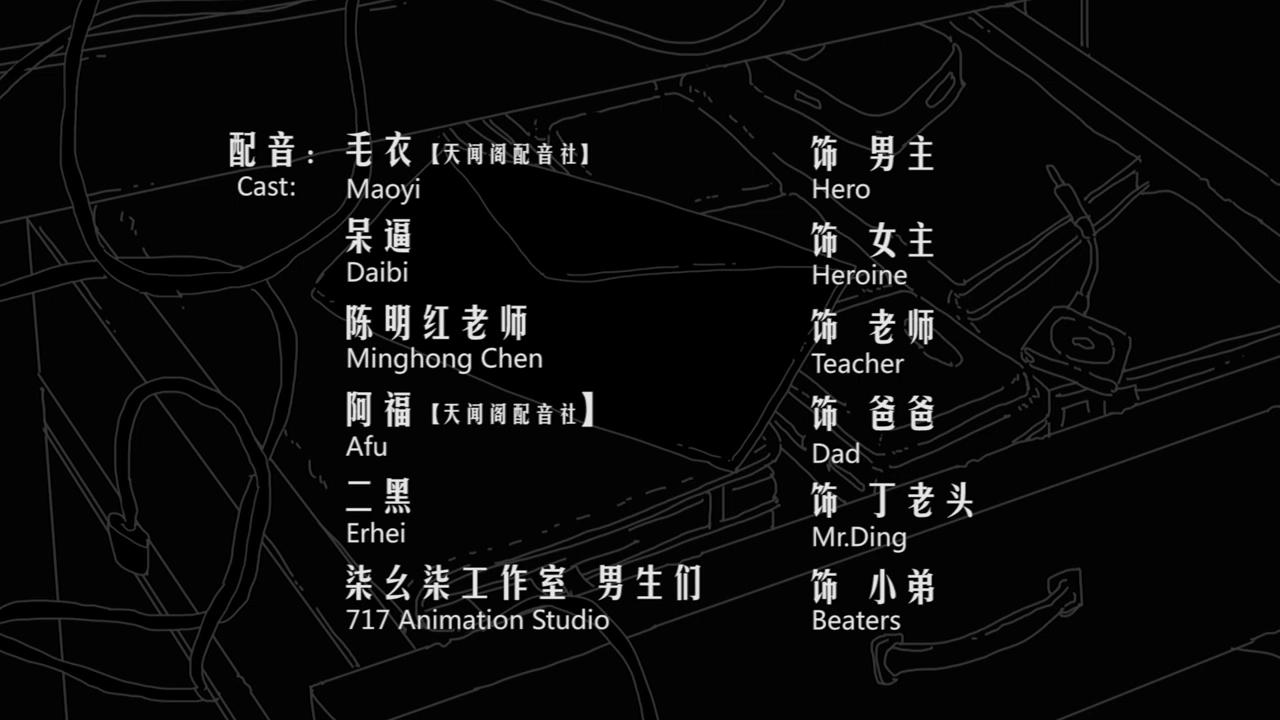 配音： 毛衣【天闻阁配音社】 饰 男主
Cast: Maoyi Hero
呆逼 饰 女主
Daibi Heroine
陈明红老师 饰 老师
Minghong Chen Teacher
阿福【天闻阁配音社】 饰 爸爸
Afu Dad
二黑 饰 丁老头
Erhei Mr.Ding
柒幺柒工作室 男生们 饰 小弟
717 Animation Studio Beaters